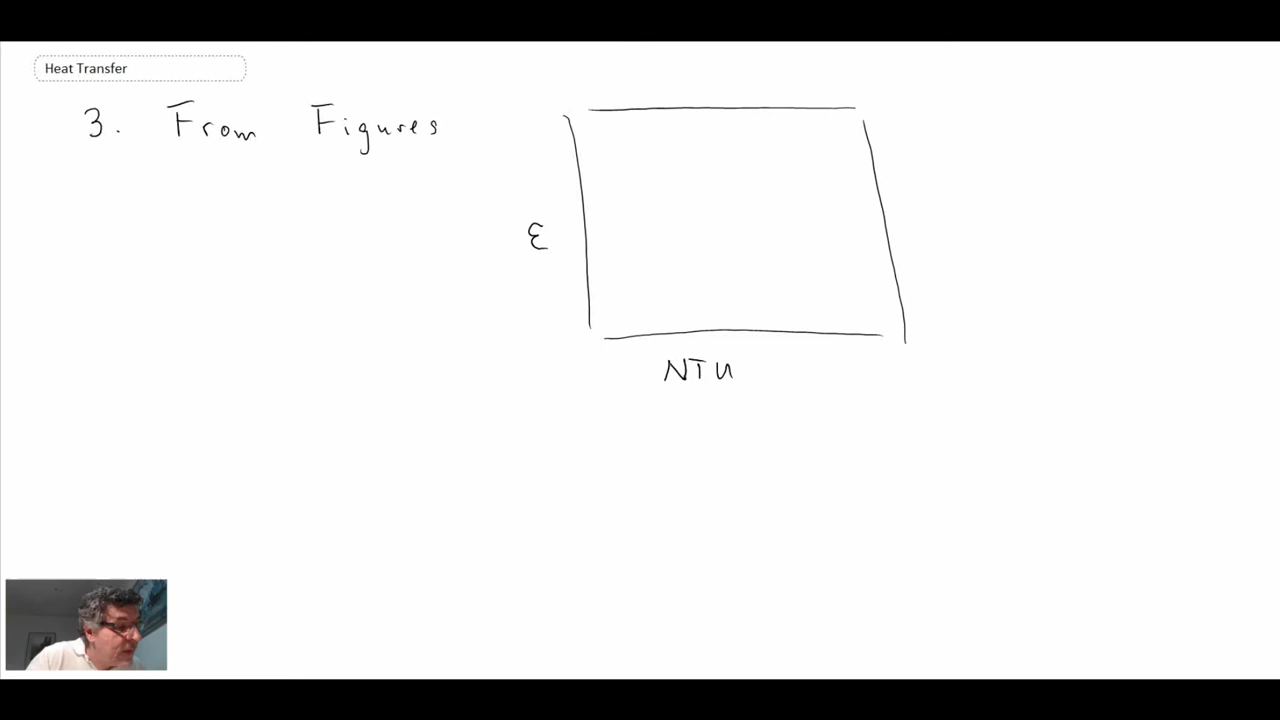 Heat Transfer
3. From Figures
ε
NTU